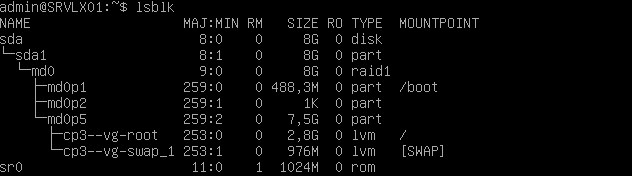 admin@SRVLX01:~$ lsblk
NAME                  MAJ:MIN RM   SIZE RO TYPE  MOUNTPOINT
sda                     8:0    0     8G  0 disk
└─sda1                  8:1    0     8G  0 part
  └─md0                 9:0    0     8G  0 raid1
    ├─md0p1           259:0    0 488,3M  0 part  /boot
    ├─md0p2           259:1    0     1K  0 part
    └─md0p5           259:2    0   7,5G  0 part
      ├─cp3--vg-root  253:0    0   2,8G  0 lvm   /
      └─cp3--vg-swap_1 253:1    0   976M  0 lvm   [SWAP]
sr0                    11:0    1  1024M  0 rom